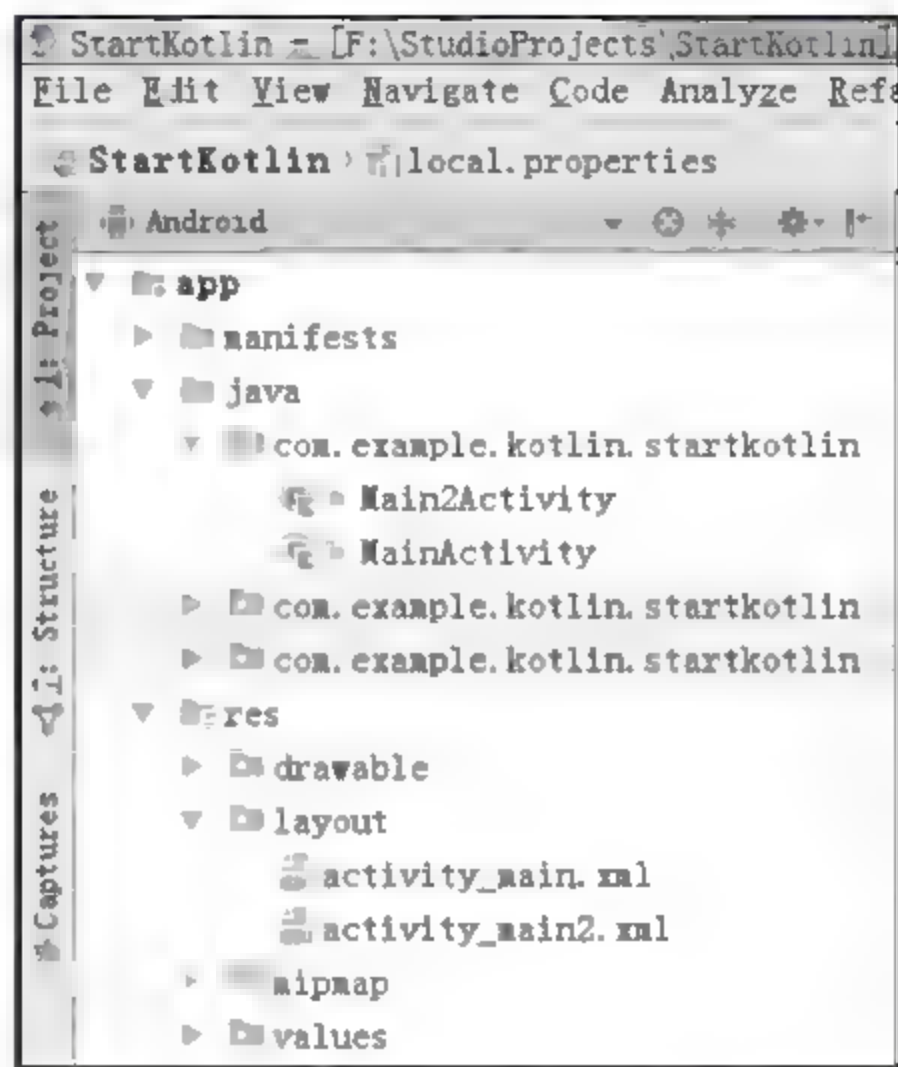 StartKotlin - [F:\StudioProjects\StartKotlin]
File Edit View Navigate Code Analyze Refa
StartKotlin local.properties
Android
1: Project
app
manifests
java
com.example.kotlin.startkotlin
Main2Activity
MainActivity
com.example.kotlin.startkotlin
com.example.kotlin.startkotlin
res
drawable
layout
activity_main.xml
activity_main2.xml
mipmap
values
7: Structure
Captures